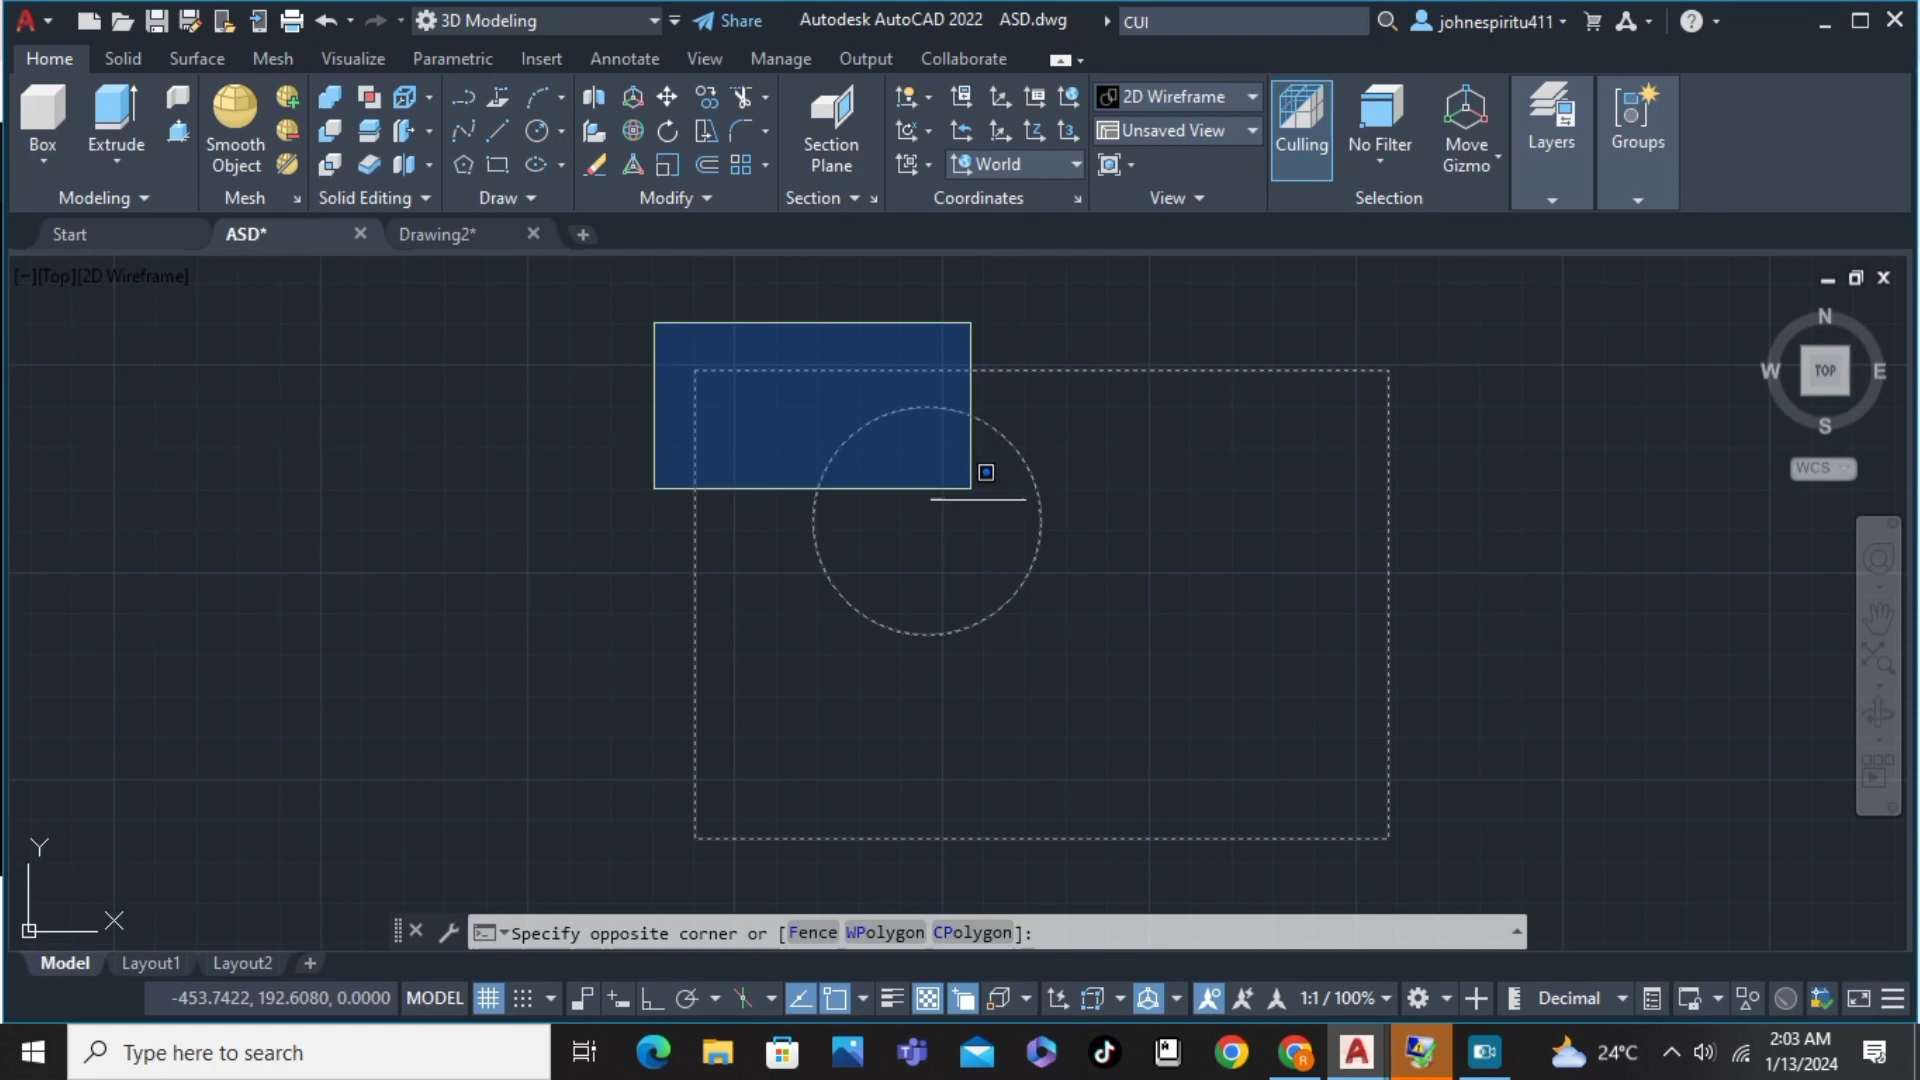 3D Modeling Share Autodesk AutoCAD 2022 ASD.dwg CUI johnespiritu411
Home Solid Surface Mesh Visualize Parametric Insert Annotate View Manage Output Collaborate
Box Extrude Smooth Object Section Plane 2D Wireframe Unsaved View World Culling No Filter Move Gizmo Layers Groups
Modeling Mesh Solid Editing Draw Modify Section Coordinates View Selection
Start ASD* Drawing2*
[−][Top][2D Wireframe]
N
W TOP E
S
WCS
Y
X
Specify opposite corner or [Fence WPolygon CPolygon]:
Model Layout1 Layout2
-453.7422, 192.6080, 0.0000 MODEL 1:1 / 100% Decimal
Type here to search 24°C 2:03 AM
1/13/2024